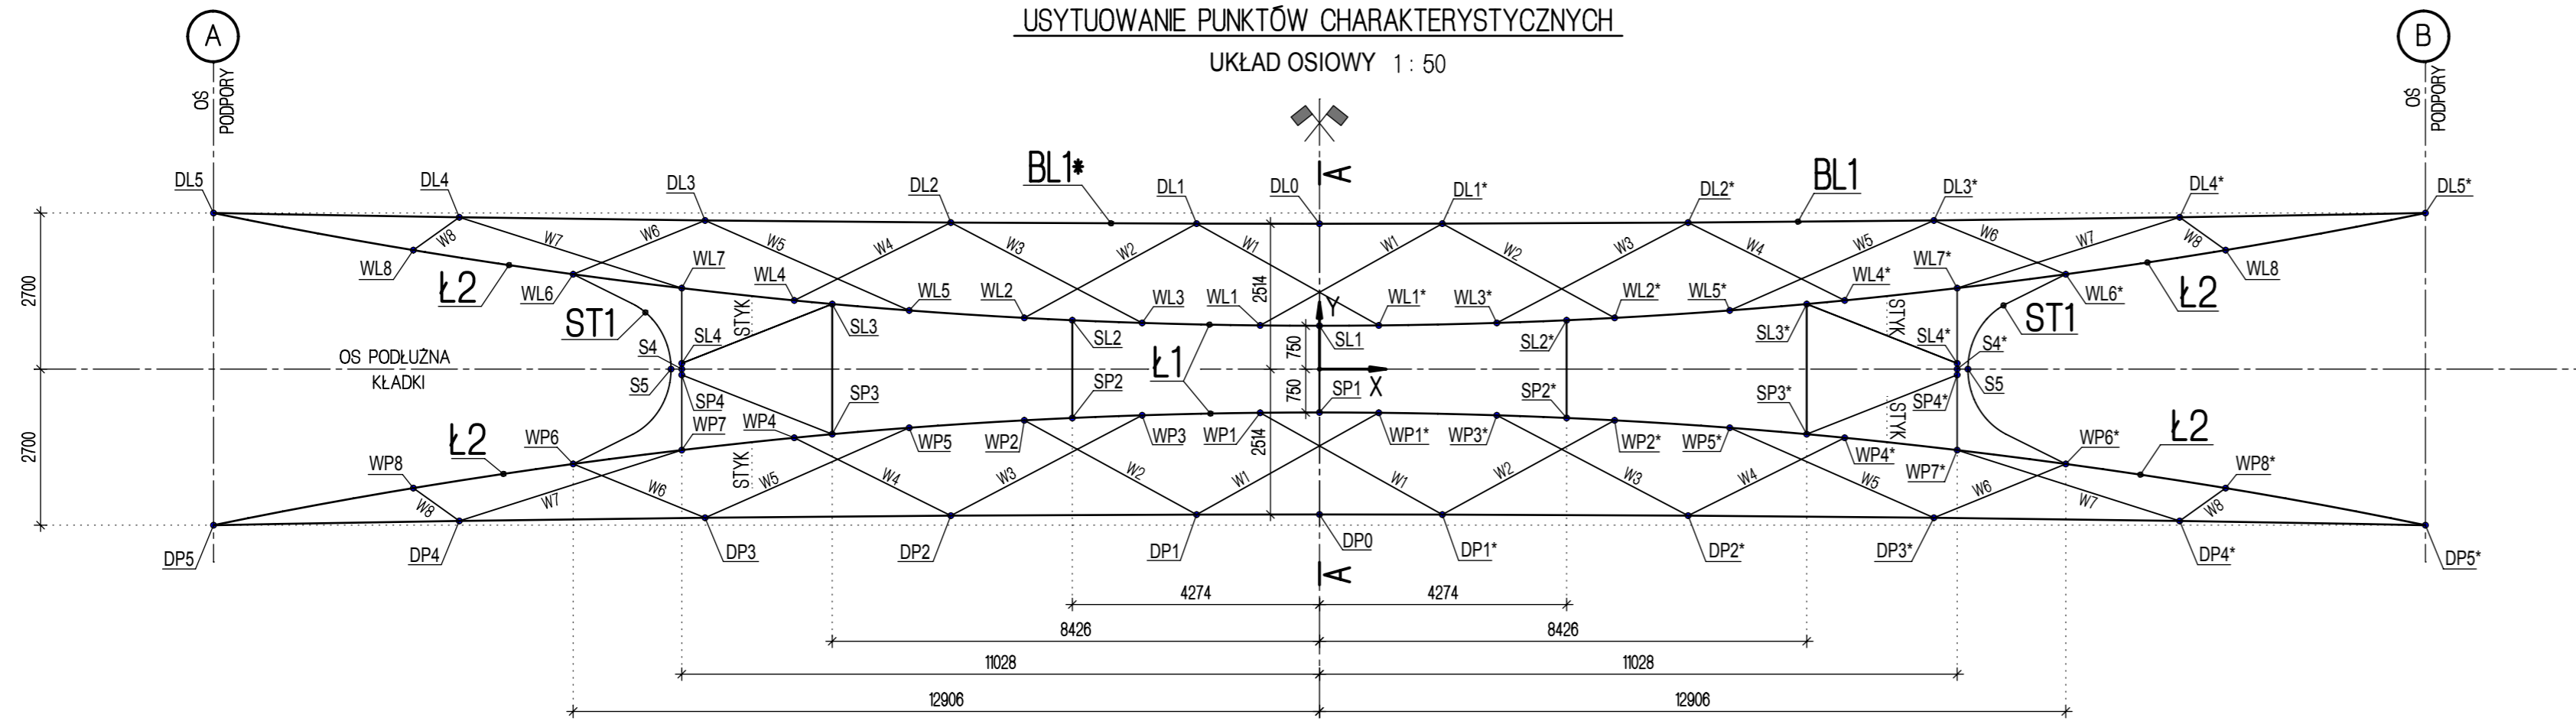 USYTUOWANIE PUNKTÓW CHARAKTERYSTYCZNYCH
UKŁAD OSIOWY 1 : 50
A
B
OŚ
PODPORY
OŚ
PODPORY
A
BL1*
BL1
DL5
DL4
DL3
DL2
DL1
DL0
DL1*
DL2*
DL3*
DL4*
DL5*
W8
W7
W6
W5
W4
W3
W2
W1
W1
W2
W3
W4
W5
W6
W7
W8
WL8
Ł2
WL6
WL7
WL4
WL5
WL2
WL3
WL1
2514
Y
WL1*
WL3*
WL2*
WL5*
WL4*
WL7*
WL6*
Ł2
WL8
2700
ST1
STYK
SL3
SL4
SL2
Ł1
750
SL1
SL2*
SL3*
STYK
SL4*
S4*
ST1
OS PODŁUŻNA
KŁADKI
S4
S5
X
S5
2700
SP4
SP3
SP2
750
SP1
SP2*
SP3*
SP4*
Ł2
WP8
WP6
WP7
WP4
WP5
WP2
WP3
WP1
2514
WP1*
WP3*
WP2*
WP5*
WP4*
WP7*
WP6*
Ł2
WP8*
STYK
STYK
W8
W7
W6
W5
W4
W3
W2
W1
W1
W2
W3
W4
W5
W6
W7
W8
DP5
DP4
DP3
DP2
DP1
DP0
DP1*
DP2*
DP3*
DP4*
DP5*
A
4274
4274
8426
8426
11028
11028
12906
12906